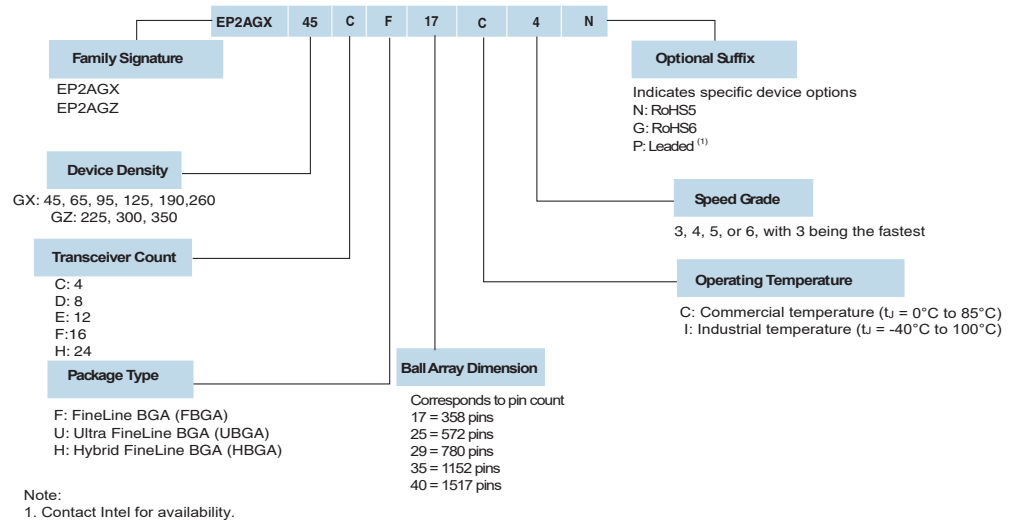 EP2AGX 45 C F 17 C 4 N
Family Signature
EP2AGX
EP2AGZ
Optional Suffix
Indicates specific device options
N: RoHS5
G: RoHS6
P: Leaded (1)
Device Density
GX: 45, 65, 95, 125, 190,260
GZ: 225, 300, 350
Speed Grade
3, 4, 5, or 6, with 3 being the fastest
Transceiver Count
C: 4
D: 8
E: 12
F:16
H: 24
Operating Temperature
C: Commercial temperature (tJ = 0°C to 85°C)
I: Industrial temperature (tJ = -40°C to 100°C)
Package Type
F: FineLine BGA (FBGA)
U: Ultra FineLine BGA (UBGA)
H: Hybrid FineLine BGA (HBGA)
Ball Array Dimension
Corresponds to pin count
17 = 358 pins
25 = 572 pins
29 = 780 pins
35 = 1152 pins
40 = 1517 pins
Note:
1. Contact Intel for availability.